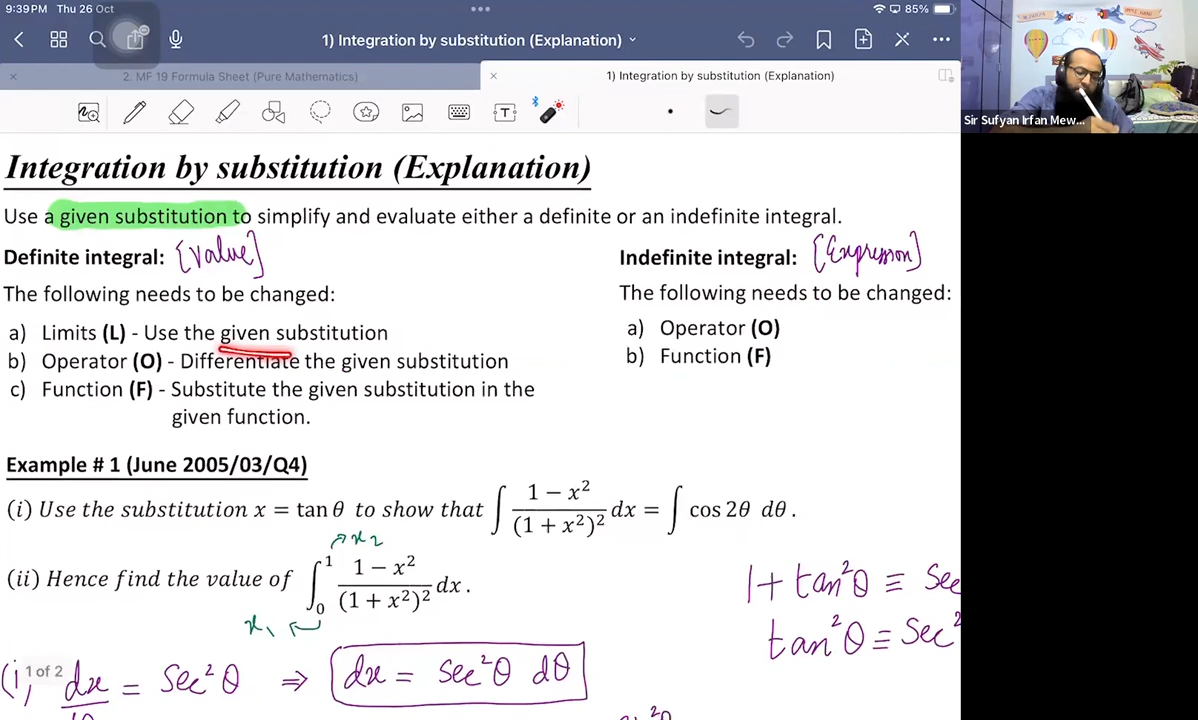 9:39PM Thu 26 Oct
85%
1) Integration by substitution (Explanation)
2. MF 19 Formula Sheet (Pure Mathematics)
1) Integration by substitution (Explanation)
Sir Sufyan Irfan Mew...
Integration by substitution (Explanation)
Use a given substitution to simplify and evaluate either a definite or an indefinite integral.
Definite integral: [Value]
The following needs to be changed:
a) Limits (L) - Use the given substitution
b) Operator (O) - Differentiate the given substitution
c) Function (F) - Substitute the given substitution in the
given function.
Indefinite integral: [Expression]
The following needs to be changed:
a) Operator (O)
b) Function (F)
Example # 1 (June 2005/03/Q4)
(i) Use the substitution x = tan θ to show that ∫ (1 − x²)/(1 + x²)² dx = ∫ cos 2θ dθ.
x₂
(ii) Hence find the value of ∫₀¹ (1 − x²)/(1 + x²)² dx.
x₁
1 + tan²θ ≡ Sec
tan²θ ≡ Sec²
1 of 2
(i) dx = Sec²θ ⇒ dx = Sec²θ dθ